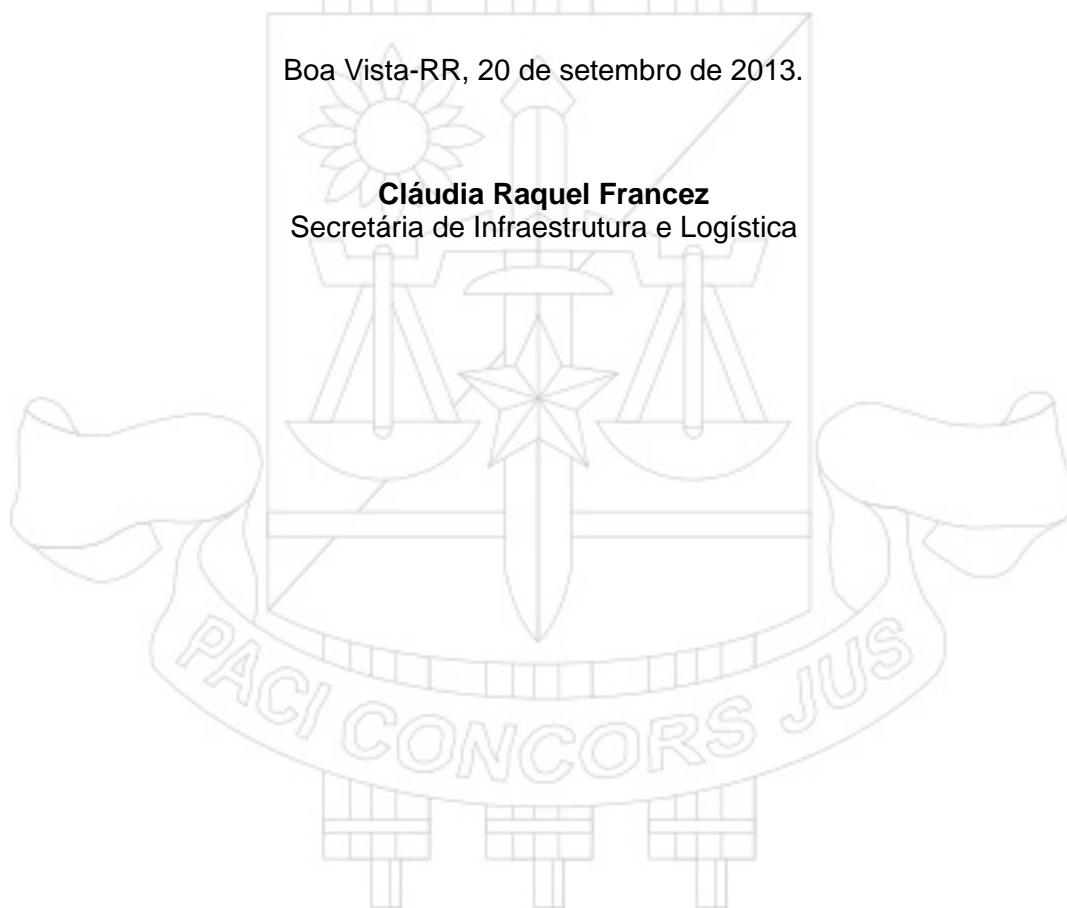 Boa Vista-RR, 20 de setembro de 2013.
Cláudia Raquel Francez
Secretária de Infraestrutura e Logística
PACI CONCORS JUS